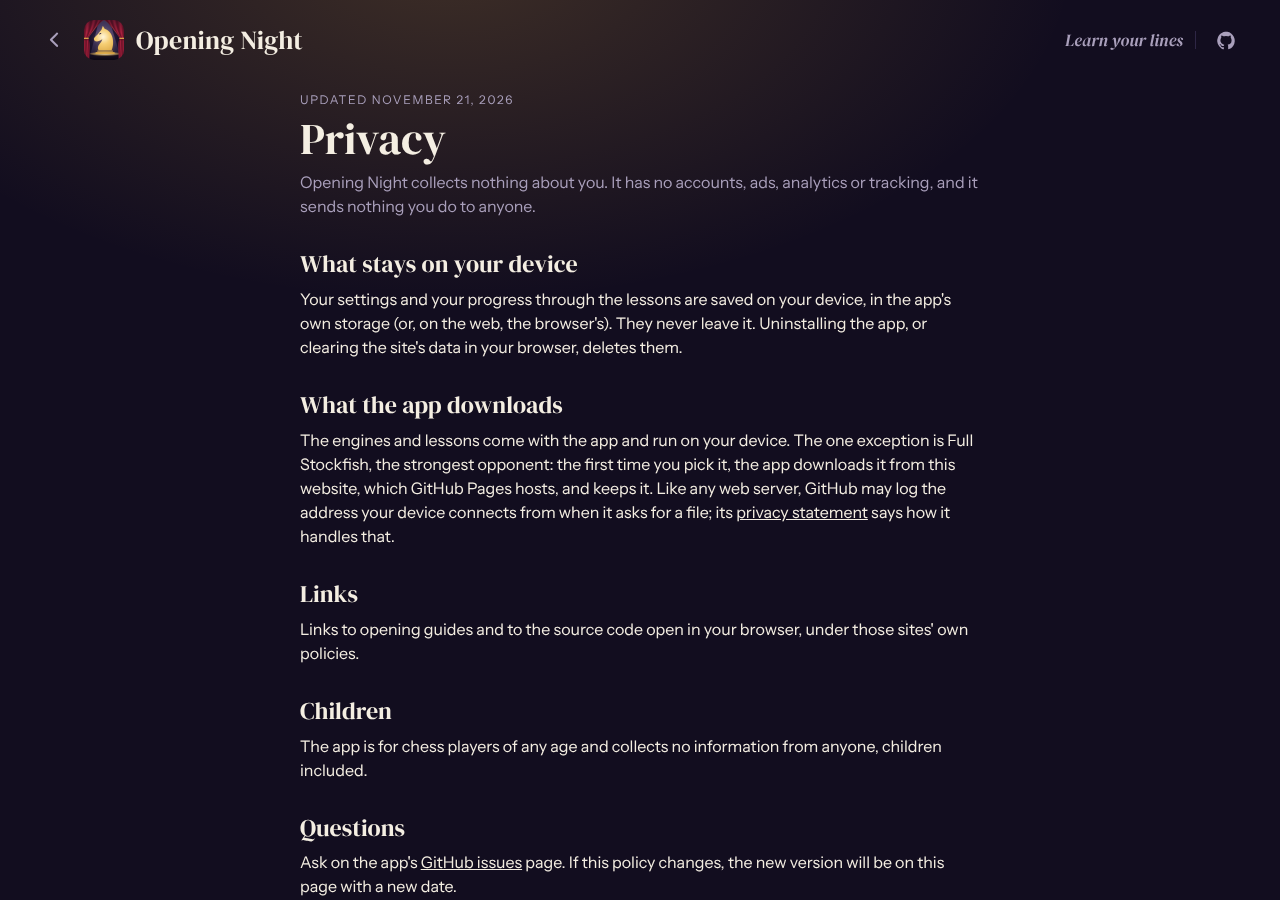 Opening Night
Learn your lines
UPDATED NOVEMBER 21, 2026
Privacy
Opening Night collects nothing about you. It has no accounts, ads, analytics or tracking, and it
sends nothing you do to anyone.
What stays on your device
Your settings and your progress through the lessons are saved on your device, in the app's
own storage (or, on the web, the browser's). They never leave it. Uninstalling the app, or
clearing the site's data in your browser, deletes them.
What the app downloads
The engines and lessons come with the app and run on your device. The one exception is Full
Stockfish, the strongest opponent: the first time you pick it, the app downloads it from this
website, which GitHub Pages hosts, and keeps it. Like any web server, GitHub may log the
address your device connects from when it asks for a file; its privacy statement says how it
handles that.
Links
Links to opening guides and to the source code open in your browser, under those sites' own
policies.
Children
The app is for chess players of any age and collects no information from anyone, children
included.
Questions
Ask on the app's GitHub issues page. If this policy changes, the new version will be on this
page with a new date.